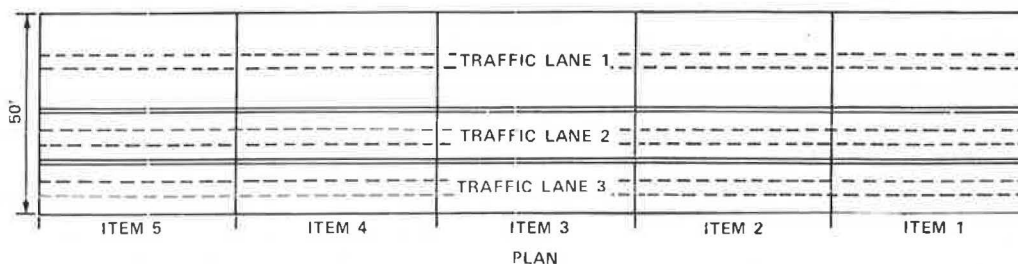 TRAFFIC LANE 1
50'
TRAFFIC LANE 2
TRAFFIC LANE 3
ITEM 5 ITEM 4 ITEM 3 ITEM 2 ITEM 1
PLAN